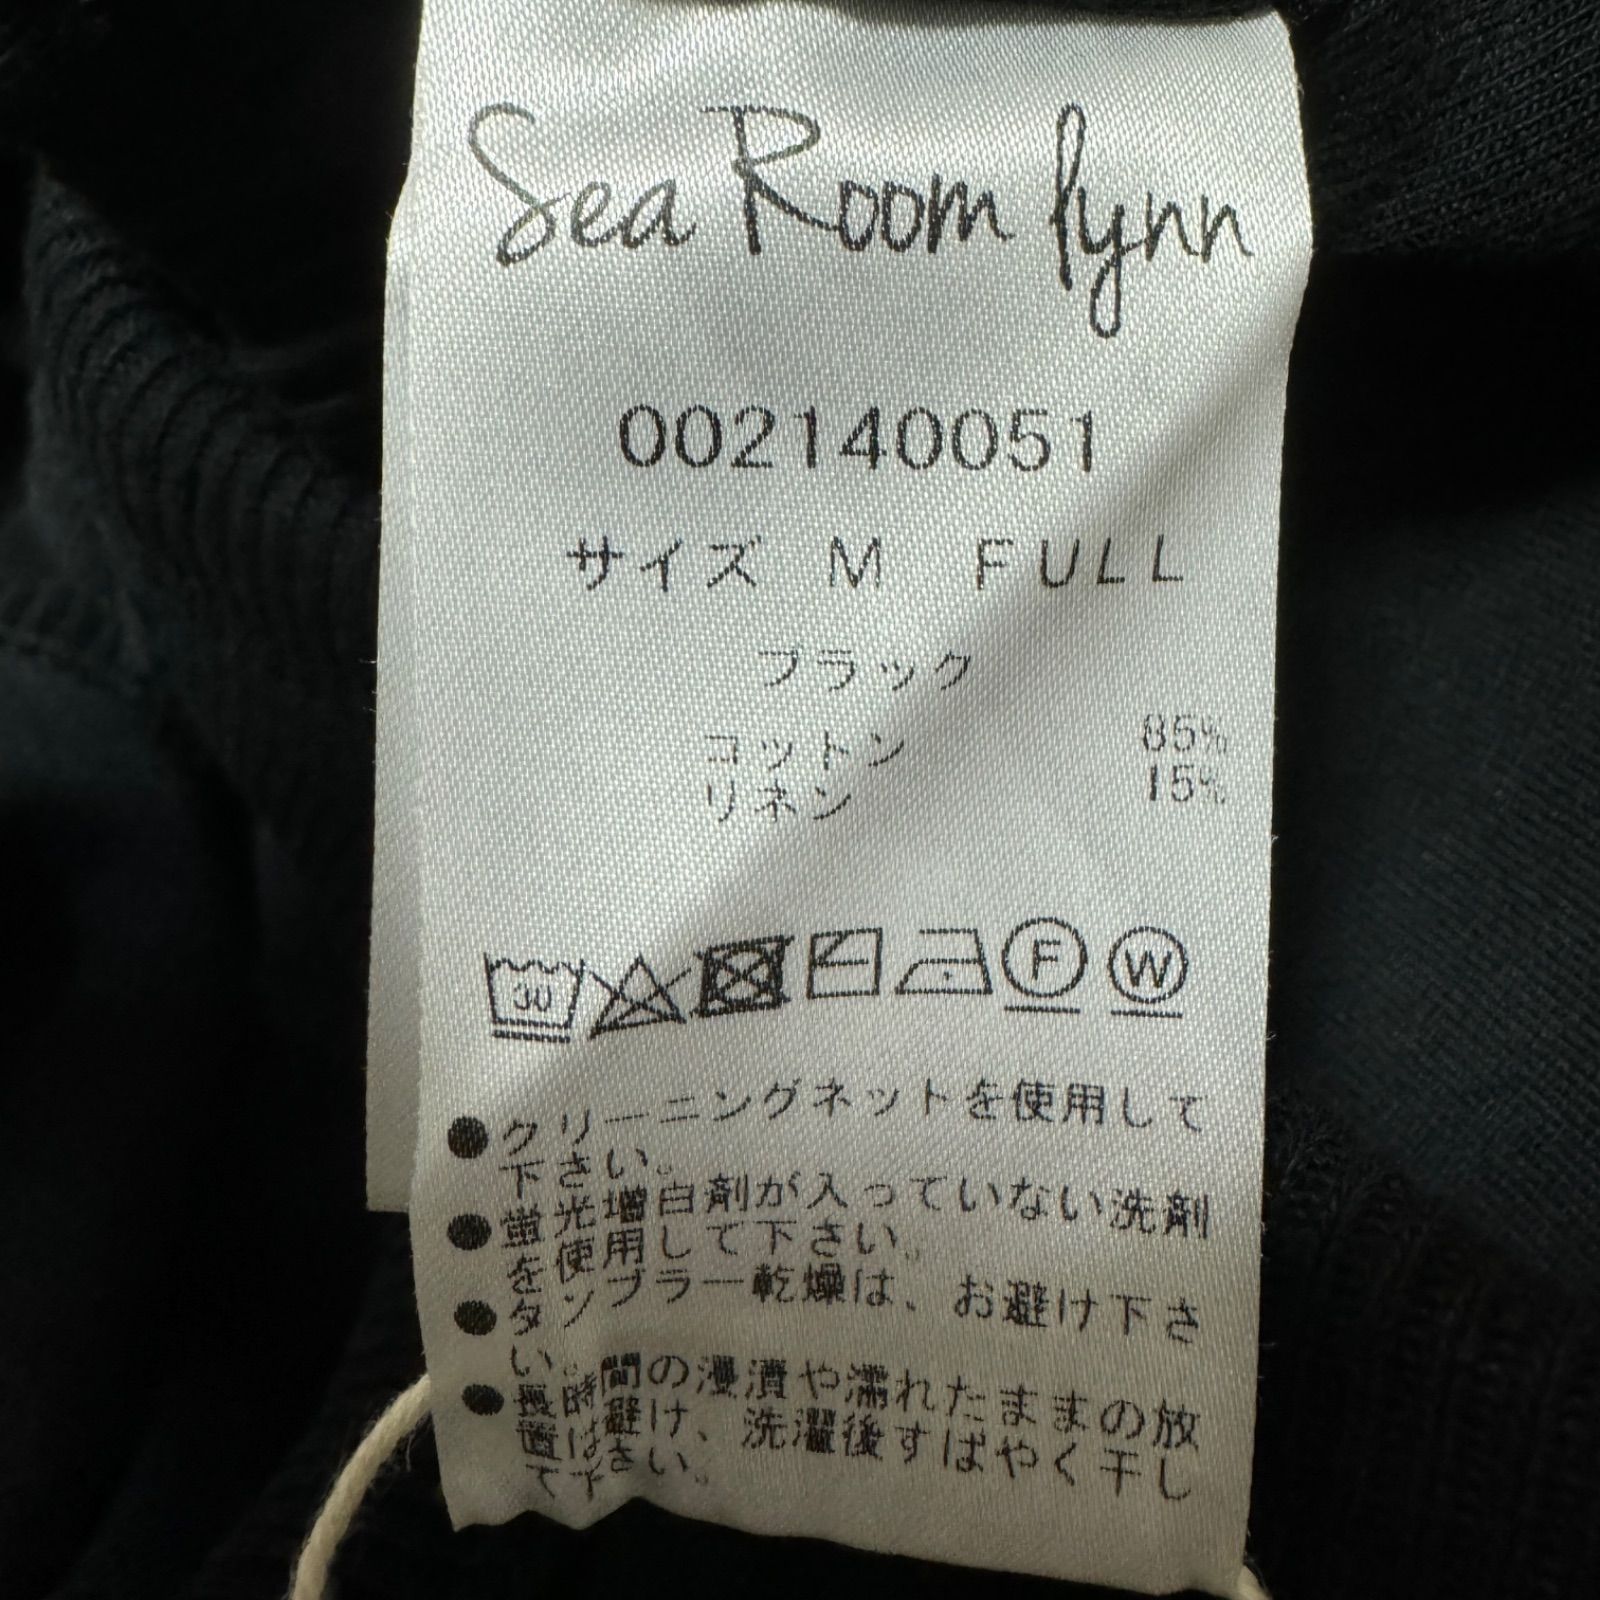 Sea Room lynn
002140051
サイズ M FULL
ブラック
コットン 85%
リネン 15%
30 F W
●クリーニングネットを使用して
下さい。
●蛍光増白剤が入っていない洗剤
を使用して下さい。
●タンブラー乾燥は、お避け下さ
い。
●長時間の浸漬や濡れたままの放
置は避け、洗濯後すばやく干し
て下さい。